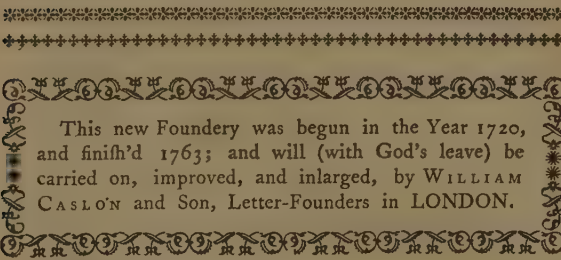 This new Foundery was begun in the Year 1720,
and finiſh'd 1763; and will (with God's leave) be
carried on, improved, and inlarged, by WILLIAM
CASLON and Son, Letter-Founders in LONDON.